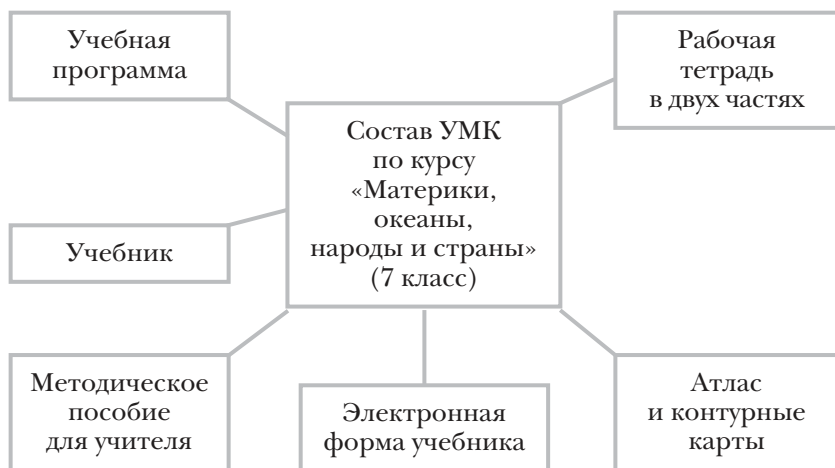 Учебная
программа
Рабочая
тетрадь
в двух частях
Состав УМК
по курсу
«Материки,
океаны,
народы и страны»
(7 класс)
Учебник
Методическое
пособие
для учителя
Электронная
форма учебника
Атлас
и контурные
карты